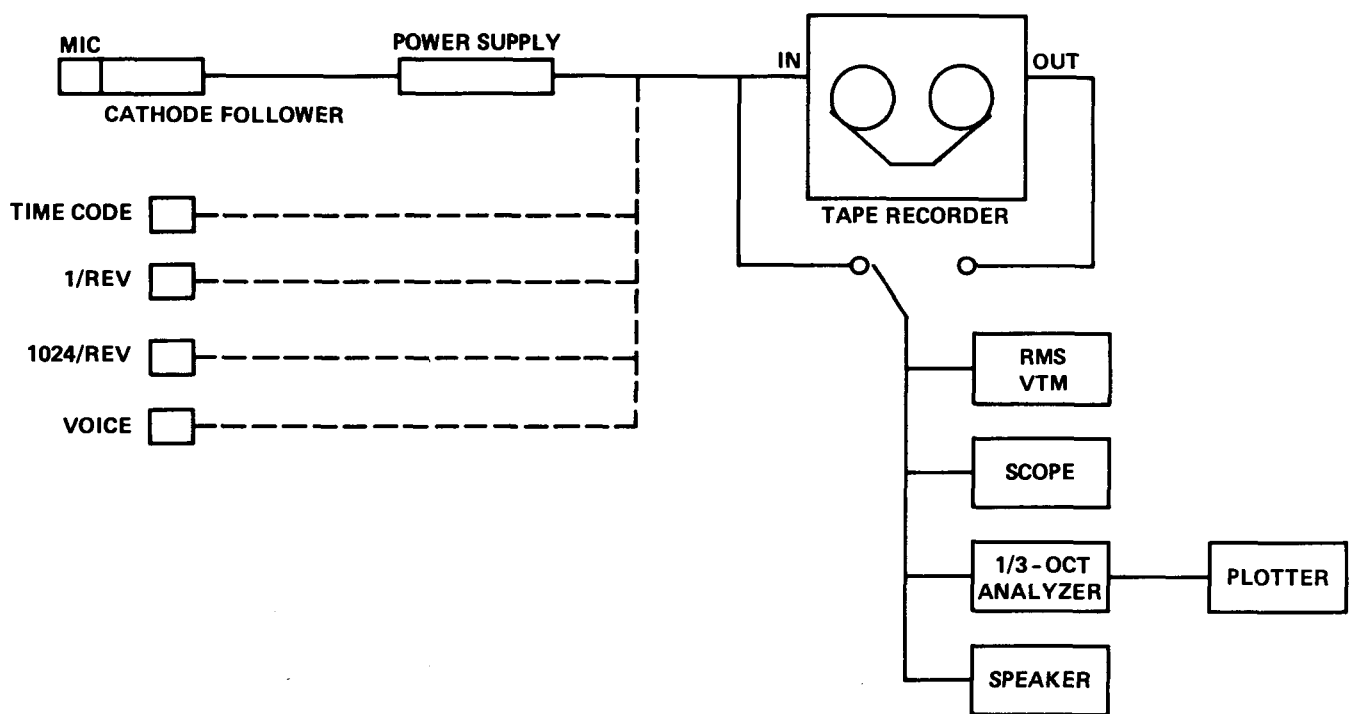 MIC
POWER SUPPLY
IN
OUT
CATHODE FOLLOWER
TIME CODE
TAPE RECORDER
1/REV
1024/REV
RMS
VTM
VOICE
SCOPE
1/3-OCT
ANALYZER
PLOTTER
SPEAKER